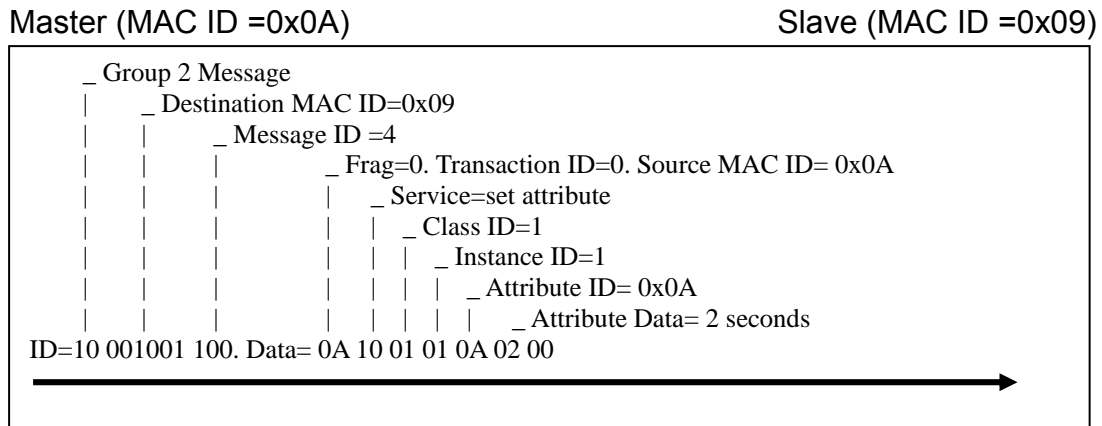 Master (MAC ID =0x0A) Slave (MAC ID =0x09)
_ Group 2 Message
| _ Destination MAC ID=0x09
| | _ Message ID =4
| | | _ Frag=0. Transaction ID=0. Source MAC ID= 0x0A
| | | | _ Service=set attribute
| | | | | _ Class ID=1
| | | | | | _ Instance ID=1
| | | | | | | _ Attribute ID= 0x0A
| | | | | | | | _ Attribute Data= 2 seconds
ID=10 001001 100. Data= 0A 10 01 01 0A 02 00